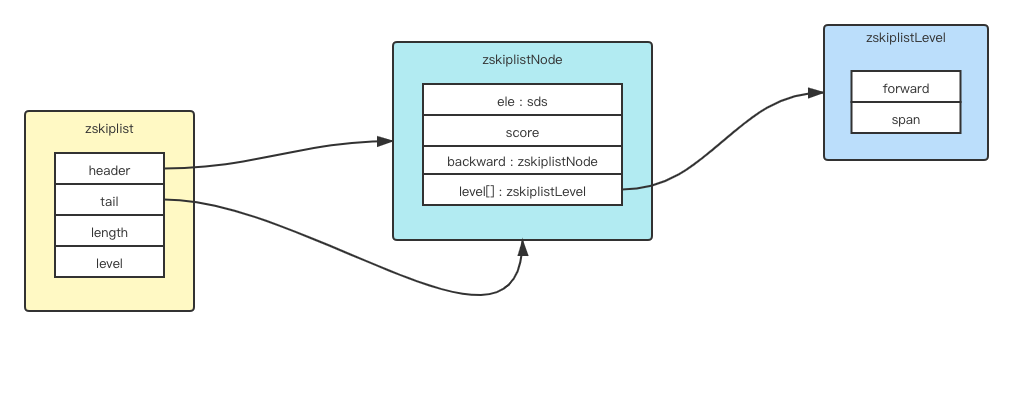 zskiplist
header
tail
length
level
zskiplistNode
ele : sds
score
backward : zskiplistNode
level[] : zskiplistLevel
zskiplistLevel
forward
span